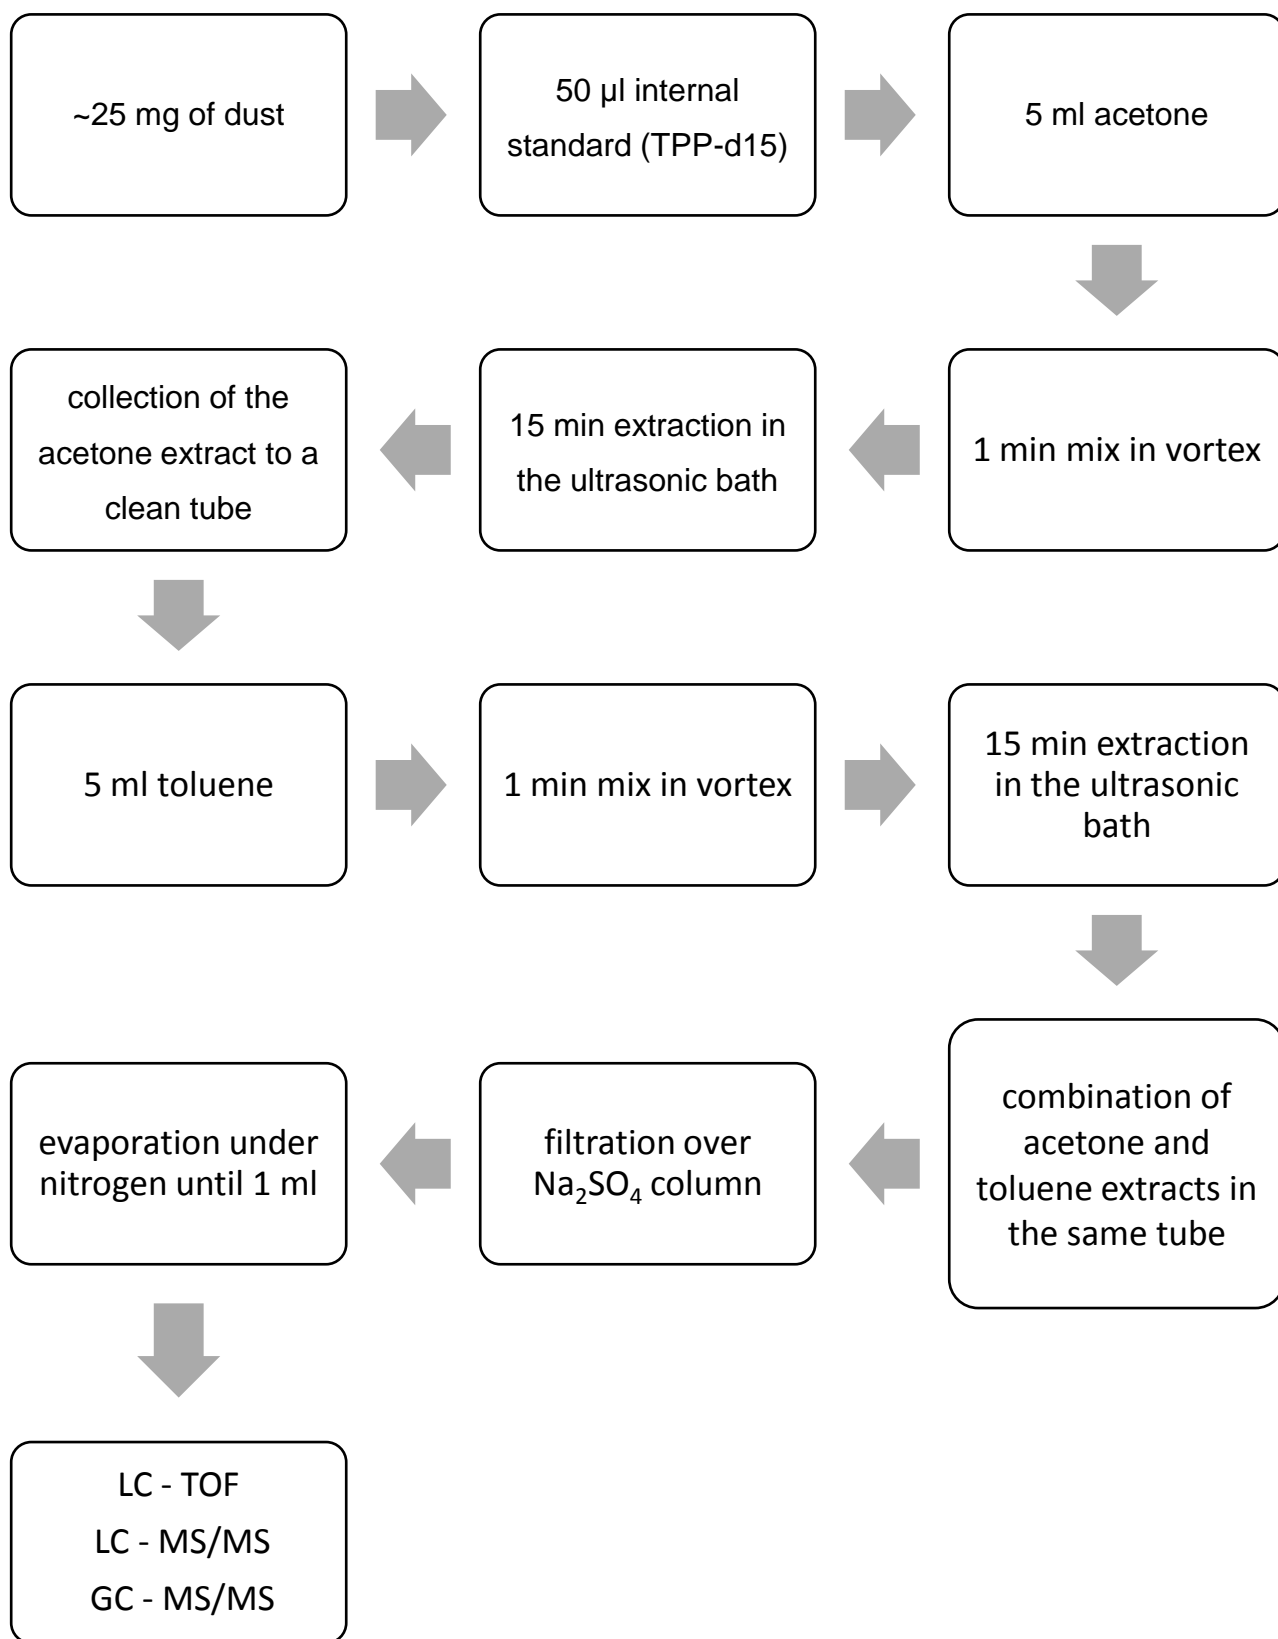 ~25 mg of dust
50 µl internal
standard (TPP-d15)
5 ml acetone
1 min mix in vortex
15 min extraction in
the ultrasonic bath
collection of the
acetone extract to a
clean tube
5 ml toluene
1 min mix in vortex
15 min extraction
in the ultrasonic
bath
combination of
acetone and
toluene extracts in
the same tube
filtration over
Na₂SO₄ column
evaporation under
nitrogen until 1 ml
LC - TOF
LC - MS/MS
GC - MS/MS